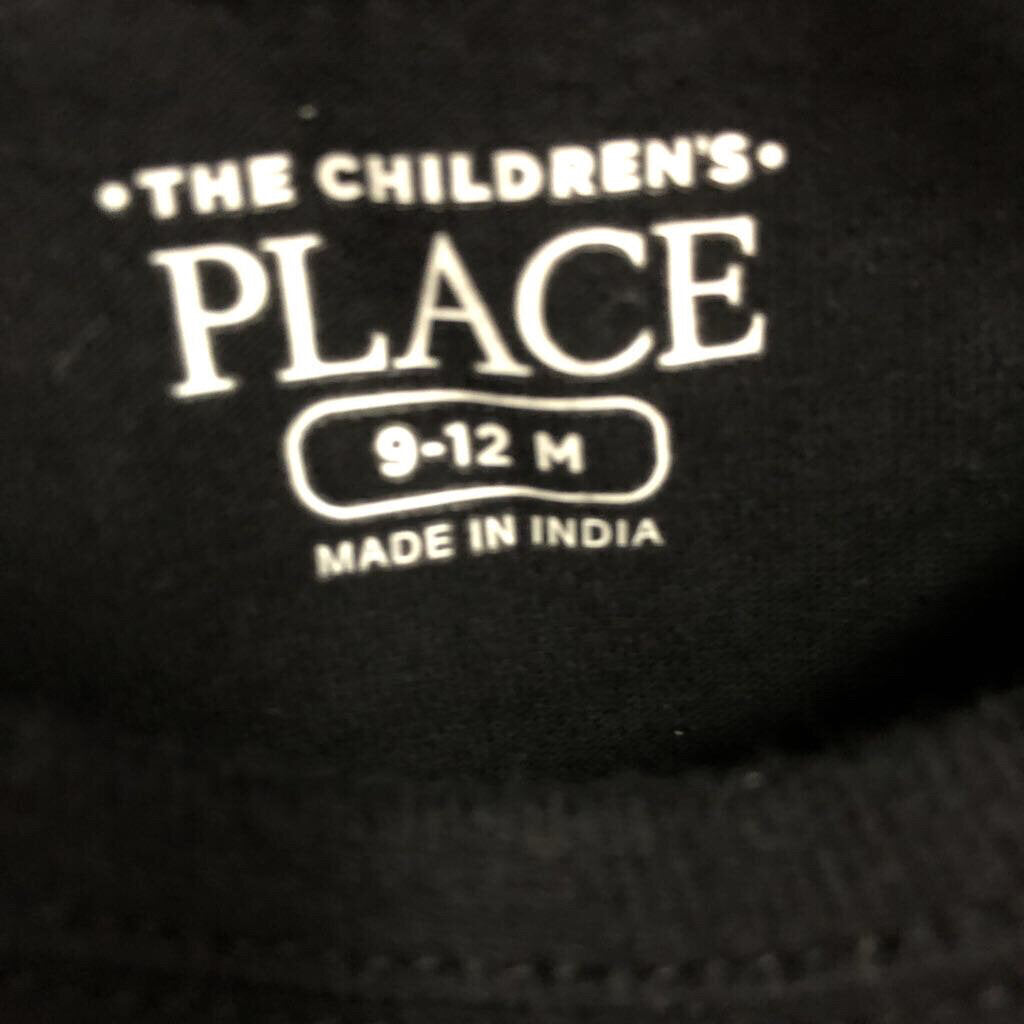 •THE CHILDREN'S•
PLACE
9-12 M
MADE IN INDIA